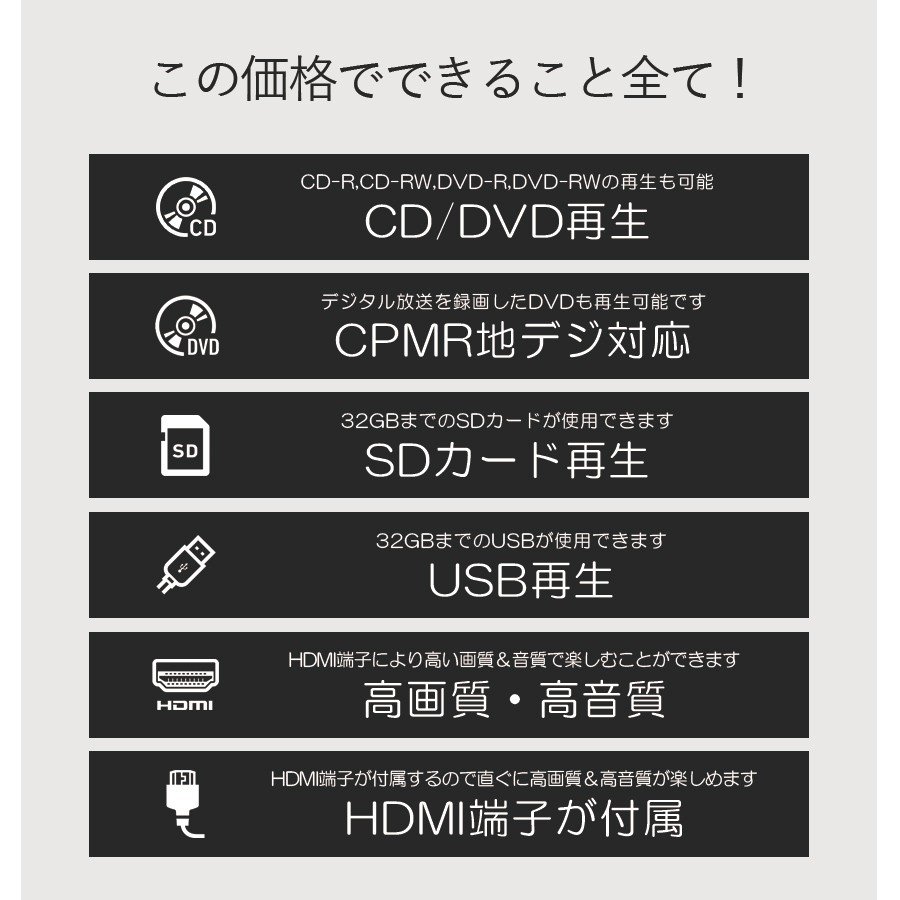 この価格でできること全て！
CD-R,CD-RW,DVD-R,DVD-RWの再生も可能
CD
CD/DVD再生
デジタル放送を録画したDVDも再生可能です
DVD
CPMR地デジ対応
32GBまでのSDカードが使用できます
SD
SDカード再生
32GBまでのUSBが使用できます
USB再生
HDMI端子により高い画質＆音質で楽しむことができます
HDMI
高画質・高音質
HDMI端子が付属するので直ぐに高画質＆高音質が楽しめます
HDMI端子が付属